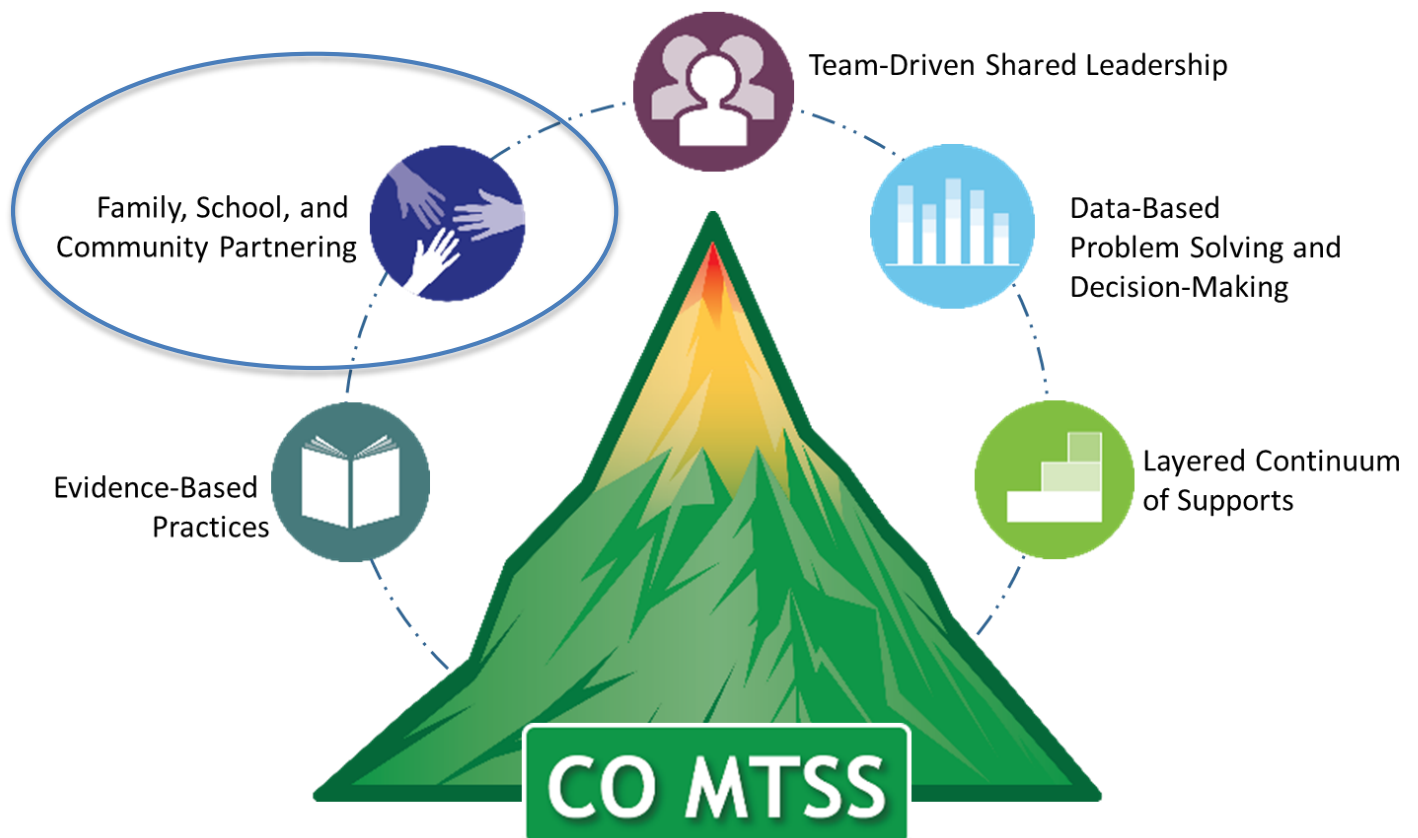 Team-Driven Shared Leadership
Family, School, and
Community Partnering
Data-Based
Problem Solving and
Decision-Making
Evidence-Based
Practices
Layered Continuum
of Supports
CO MTSS